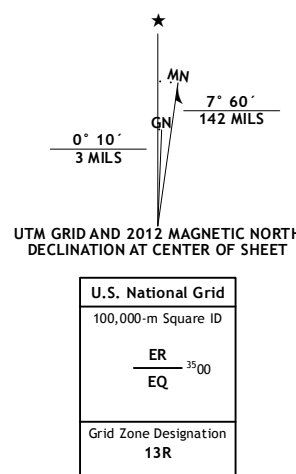 ★
MN
7° 60´
142 MILS
GN
0° 10´
3 MILS
UTM GRID AND 2012 MAGNETIC NORTH
DECLINATION AT CENTER OF SHEET
U.S. National Grid
100,000-m Square ID
ER
3500
EQ
Grid Zone Designation
13R